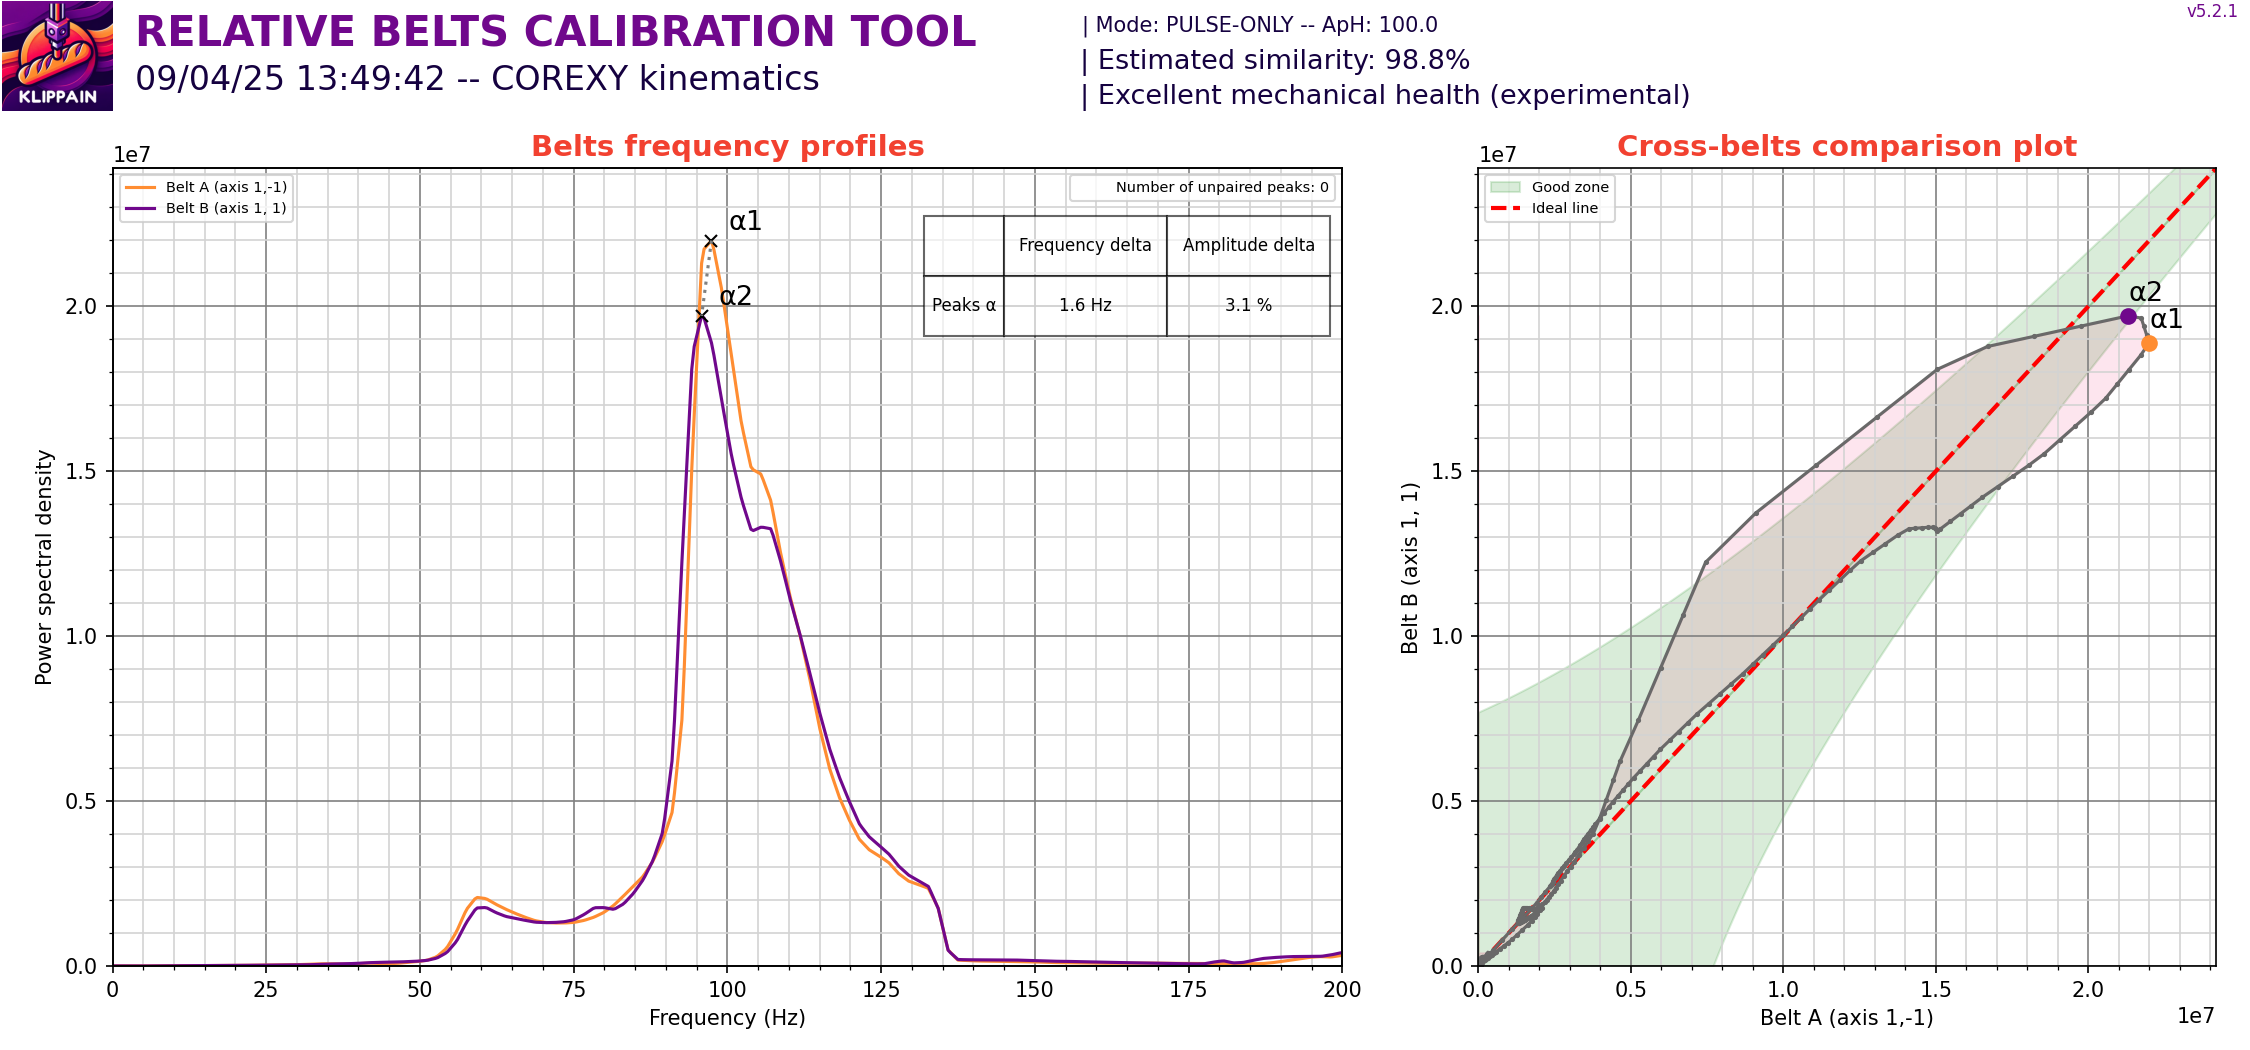 KLIPPAIN
RELATIVE BELTS CALIBRATION TOOL
09/04/25 13:49:42 -- COREXY kinematics
| Mode: PULSE-ONLY -- ApH: 100.0
| Estimated similarity: 98.8%
| Excellent mechanical health (experimental)
v5.2.1
Belts frequency profiles
1e7
Belt A (axis 1,-1)
Belt B (axis 1, 1)
Number of unpaired peaks: 0
Frequency delta Amplitude delta
Peaks α 1.6 Hz 3.1 %
α1
α2
2.0
1.5
1.0
0.5
0.0
Power spectral density
0 25 50 75 100 125 150 175 200
Frequency (Hz)
Cross-belts comparison plot
1e7
Good zone
Ideal line
α2
α1
2.0
1.5
1.0
0.5
0.0
Belt B (axis 1, 1)
0.0 0.5 1.0 1.5 2.0
Belt A (axis 1,-1)
1e7